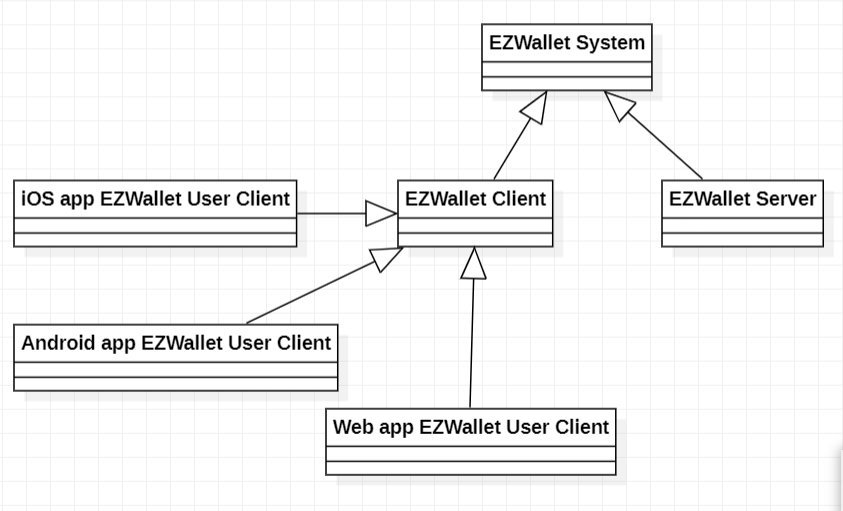 EZWallet System
iOS app EZWallet User Client
EZWallet Client
EZWallet Server
Android app EZWallet User Client
Web app EZWallet User Client